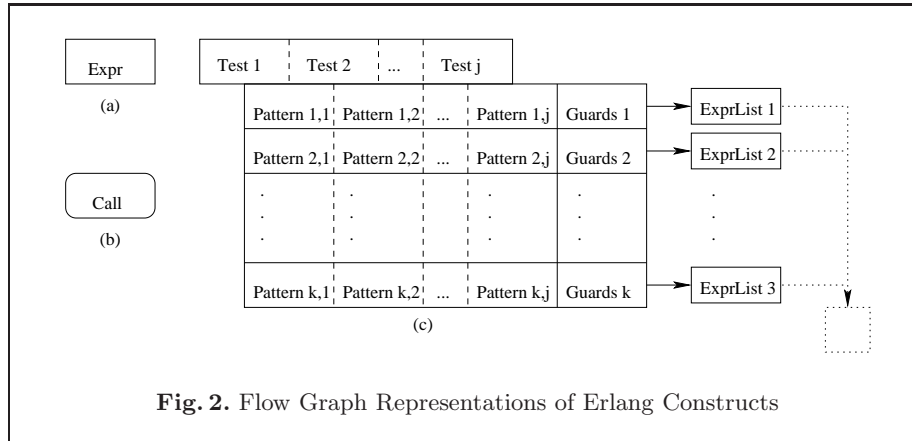 Expr
(a)
Call
(b)
Test 1 Test 2 ... Test j
Pattern 1,1 Pattern 1,2 ... Pattern 1,j Guards 1 ExprList 1
Pattern 2,1 Pattern 2,2 ... Pattern 2,j Guards 2 ExprList 2
. . . . .
. . . . .
. . . . .
Pattern k,1 Pattern k,2 ... Pattern k,j Guards k ExprList 3
(c)
Fig. 2. Flow Graph Representations of Erlang Constructs